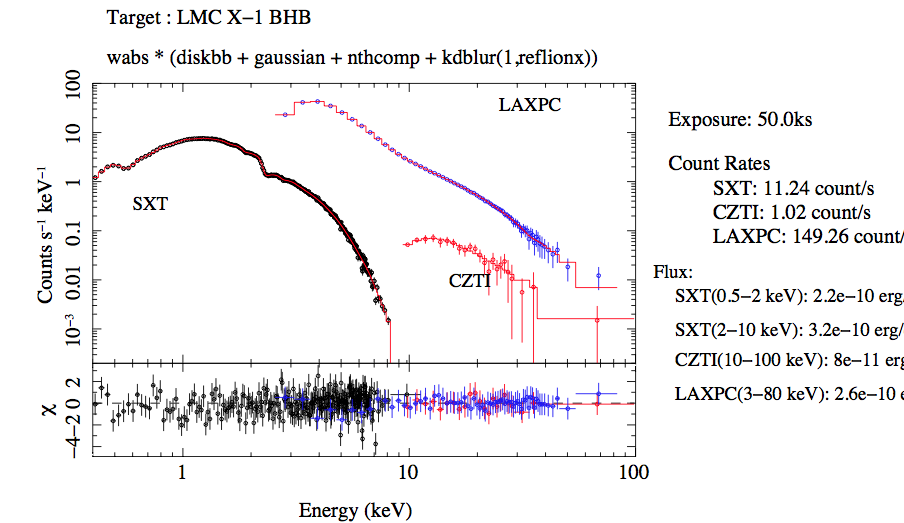 Target : LMC X−1 BHB
wabs * (diskbb + gaussian + nthcomp + kdblur(1,reflionx))
100
10
1
0.1
0.01
10⁻³
Counts s⁻¹ keV⁻¹
LAXPC
SXT
CZTI
2
0
−2
−4
χ
1
10
100
Energy (keV)
Exposure: 50.0ks
Count Rates
SXT: 11.24 count/s
CZTI: 1.02 count/s
LAXPC: 149.26 count/
Flux:
SXT(0.5−2 keV): 2.2e−10 erg/
SXT(2−10 keV): 3.2e−10 erg/
CZTI(10−100 keV): 8e−11 erg
LAXPC(3−80 keV): 2.6e−10 e